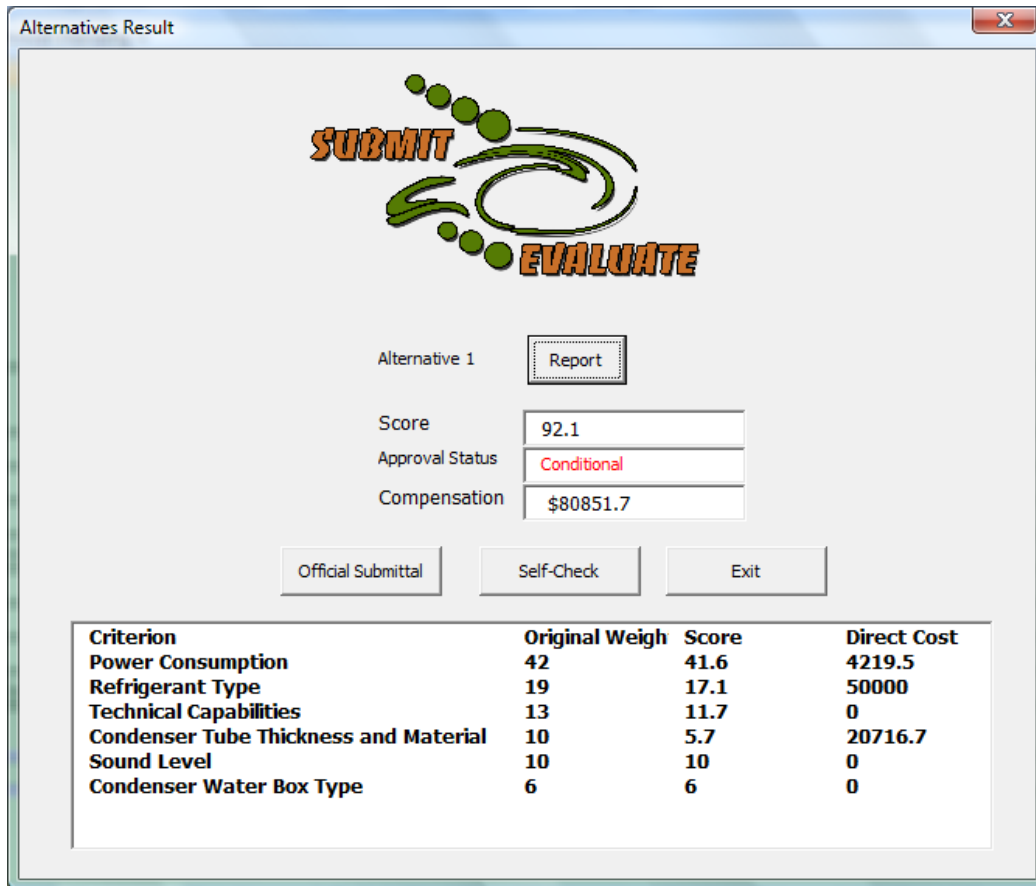 Alternatives Result
X
SUBMIT
EVALUATE
Alternative 1 Report
Score 92.1
Approval Status Conditional
Compensation $80851.7
Official Submittal Self-Check Exit
Criterion Original Weigh Score Direct Cost
Power Consumption 42 41.6 4219.5
Refrigerant Type 19 17.1 50000
Technical Capabilities 13 11.7 0
Condenser Tube Thickness and Material 10 5.7 20716.7
Sound Level 10 10 0
Condenser Water Box Type 6 6 0